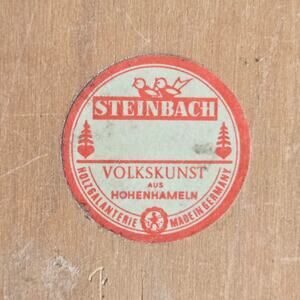 STEINBACH
VOLKSKUNST
AUS
HOHENHAMELN
HOLZGALANTERIE MADE IN GERMANY